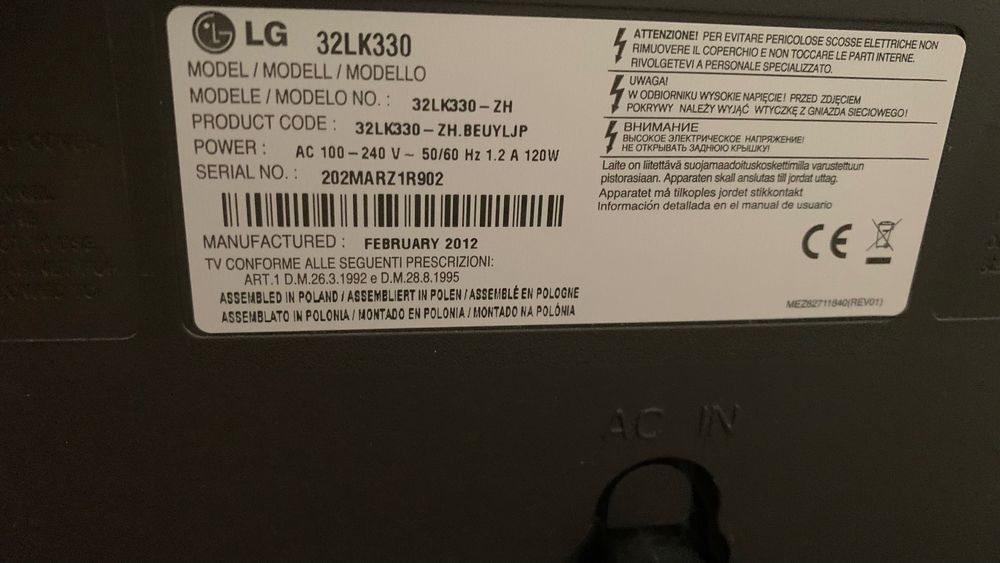 LG 32LK330
MODEL / MODELL / MODELLO
MODELE / MODELO NO. : 32LK330-ZH
PRODUCT CODE : 32LK330-ZH.BEUYLJP
POWER : AC 100-240 V ~ 50/60 Hz 1.2 A 120W
SERIAL NO. : 202MARZ1R902
MANUFACTURED : FEBRUARY 2012
TV CONFORME ALLE SEGUENTI PRESCRIZIONI:
ART.1 D.M.26.3.1992 e D.M.28.8.1995
ASSEMBLED IN POLAND / ASSEMBLIERT IN POLEN / ASSEMBLÉ EN POLOGNE
ASSEMBLATO IN POLONIA / MONTADO EN POLONIA / MONTADO NA POLÓNIA
ATTENZIONE! PER EVITARE PERICOLOSE SCOSSE ELETTRICHE NON
RIMUOVERE IL COPERCHIO E NON TOCCARE LE PARTI INTERNE.
RIVOLGETEVI A PERSONALE SPECIALIZZATO.
UWAGA!
W ODBIORNIKU WYSOKIE NAPIĘCIE! PRZED ZDJĘCIEM
POKRYWY NALEŻY WYJĄĆ WTYCZKĘ Z GNIAZDA SIECIOWEGO!
ВНИМАНИЕ
ВЫСОКОЕ ЭЛЕКТРИЧЕСКОЕ НАПРЯЖЕНИЕ!
НЕ ОТКРЫВАТЬ ЗАДНЮЮ КРЫШКУ!
Laite on liitettävä suojamaadoituskoskettimilla varustettuun
pistorasiaan. Apparaten skall anslutas till jordat uttag.
Apparatet må tilkoples jordet stikkontakt
Información detallada en el manual de usuario
CE
MEZ62711640(REV01)
AC IN